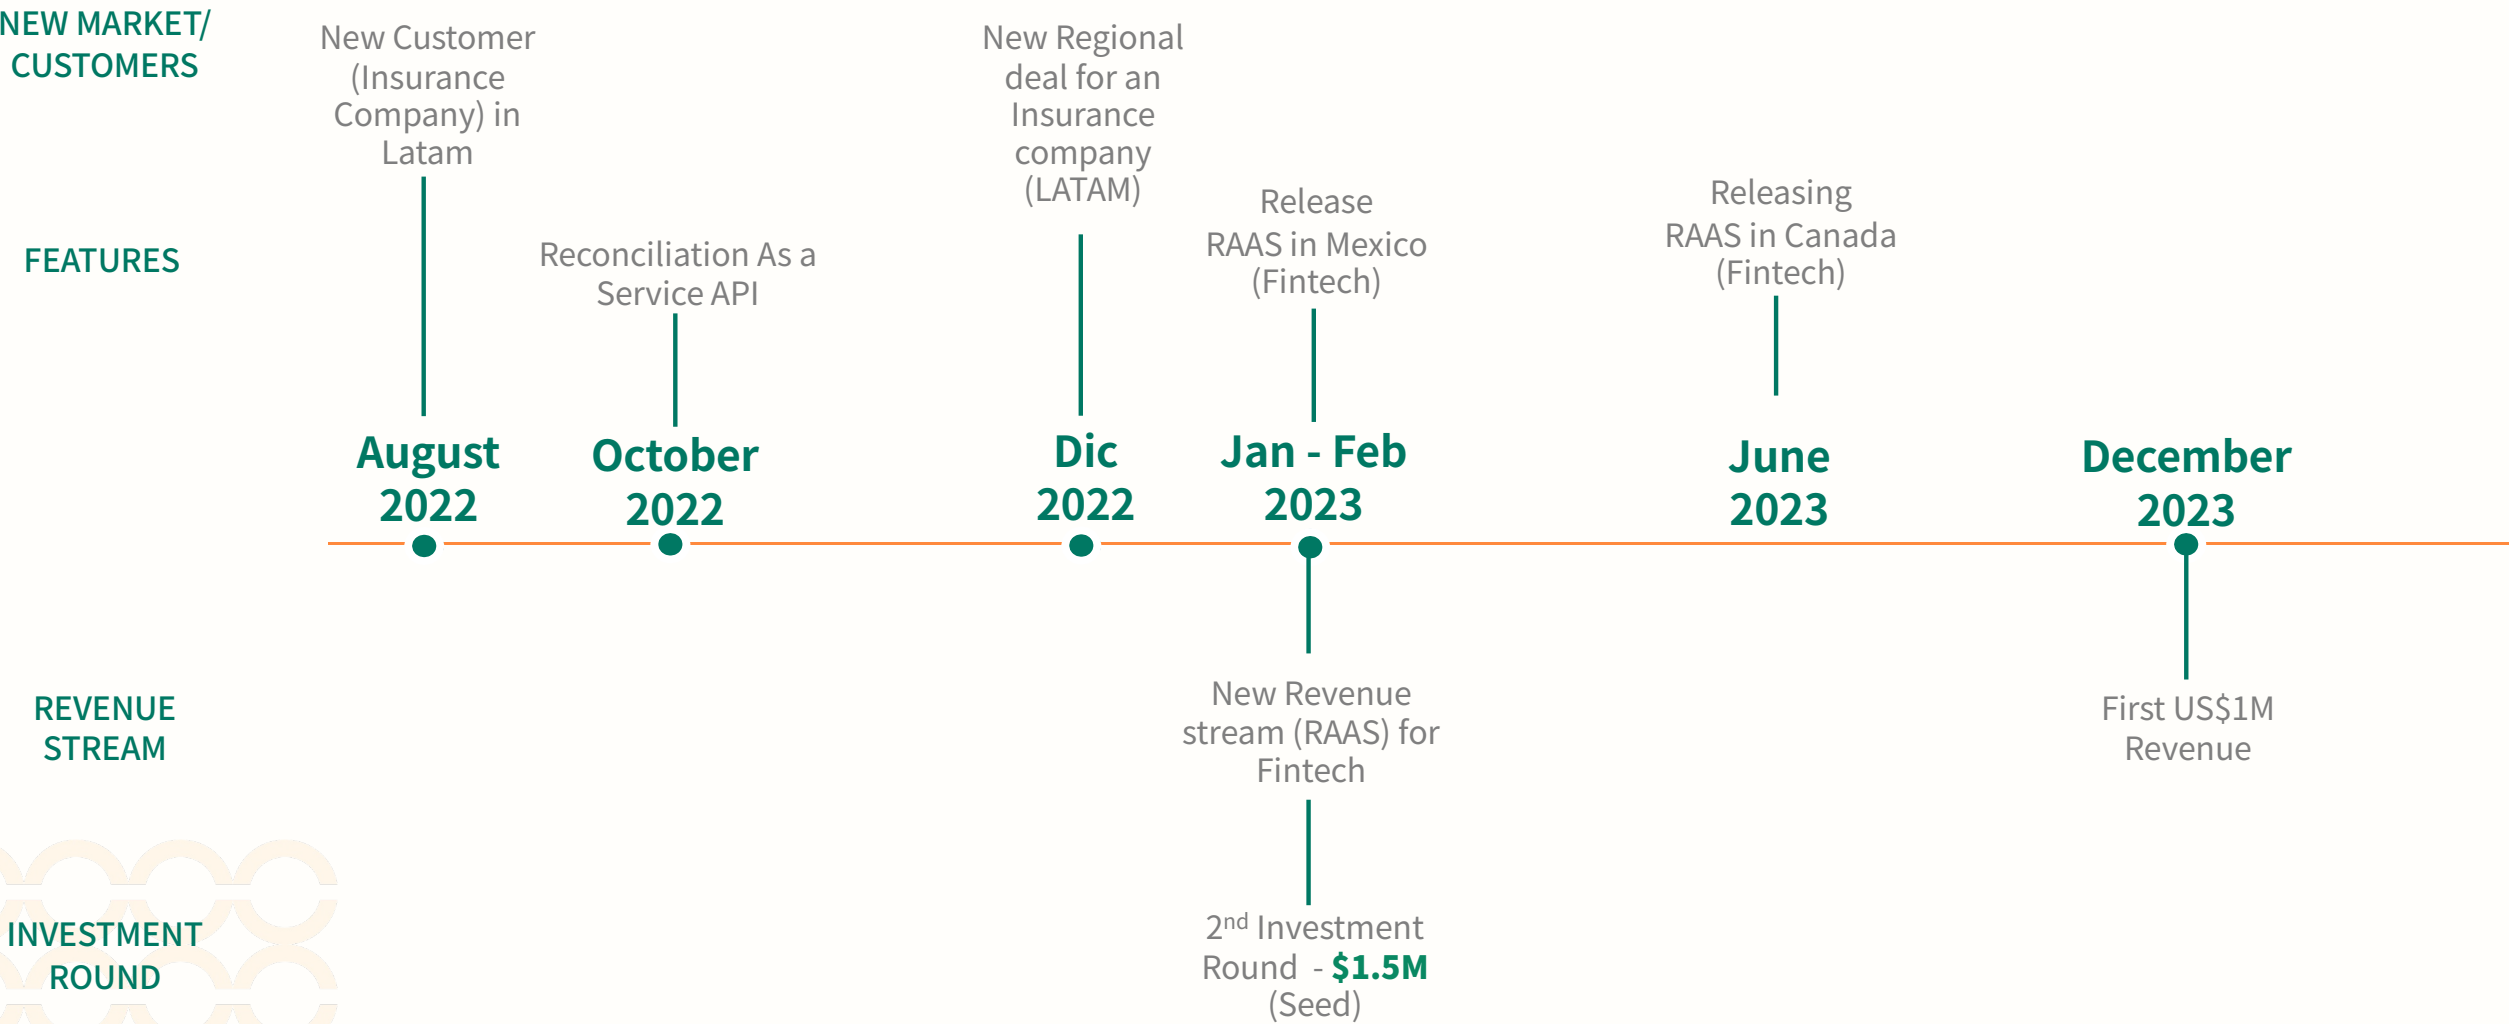 NEW MARKET/
CUSTOMERS
New Customer
(Insurance
Company) in
Latam
New Regional
deal for an
Insurance
company
(LATAM)
FEATURES
Reconciliation As a
Service API
Release
RAAS in Mexico
(Fintech)
Releasing
RAAS in Canada
(Fintech)
August
2022
October
2022
Dic
2022
Jan - Feb
2023
June
2023
December
2023
REVENUE
STREAM
New Revenue
stream (RAAS) for
Fintech
First US$1M
Revenue
INVESTMENT
ROUND
2nd Investment
Round - $1.5M
(Seed)